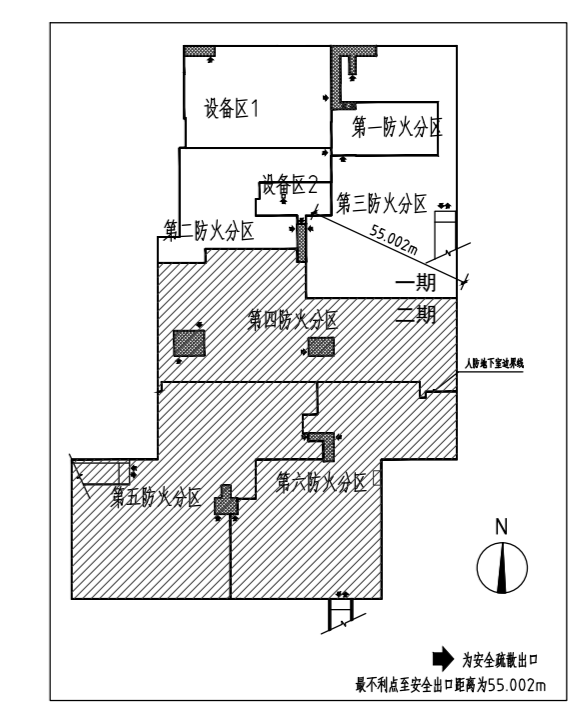 设备区1
第一防火分区
设备区2
第三防火分区
第二防火分区
55.002m
一期
二期
第四防火分区
人防地下室边界线
第六防火分区
第五防火分区
N
为安全疏散出口
最不利点至安全出口距离为55.002m